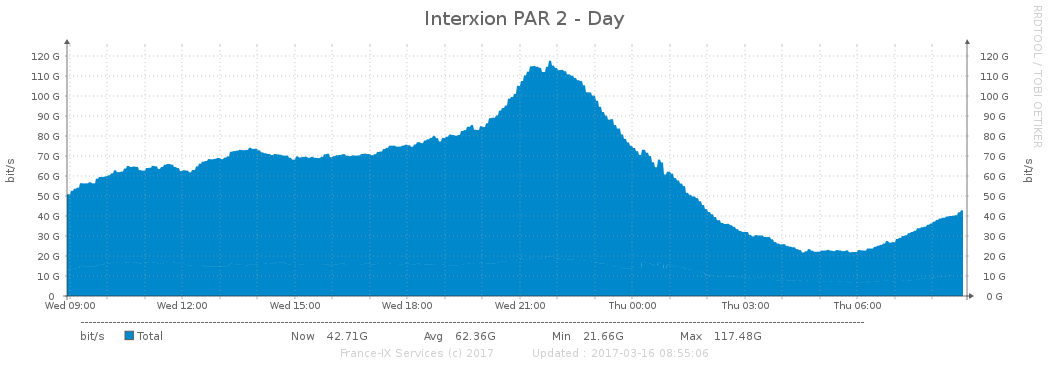 Interxion PAR 2 - Day
RRDTOOL / TOBI OETIKER
bit/s
120 G 120 G
110 G 110 G
100 G 100 G
90 G 90 G
80 G 80 G
70 G 70 G
60 G 60 G
50 G 50 G
40 G 40 G
30 G 30 G
20 G 20 G
10 G 10 G
0 0 G
bit/s
Wed 09:00 Wed 12:00 Wed 15:00 Wed 18:00 Wed 21:00 Thu 00:00 Thu 03:00 Thu 06:00
bit/s Total Now 42.71G Avg 62.36G Min 21.66G Max 117.48G
France-IX Services (c) 2017 Updated : 2017-03-16 08:55:06